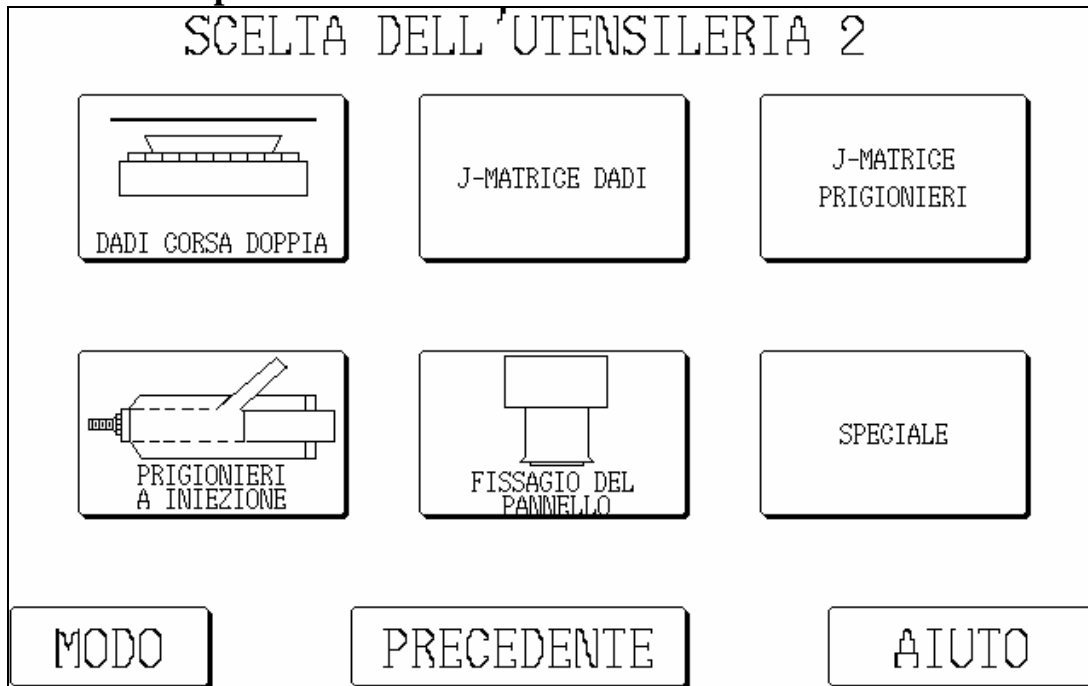 SCELTA DELL'UTENSILERIA 2
DADI CORSA DOPPIA
J-MATRICE DADI
J-MATRICE
PRIGIONIERI
PRIGIONIERI
A INIEZIONE
FISSAGIO DEL
PANNELLO
SPECIALE
MODO
PRECEDENTE
AIUTO